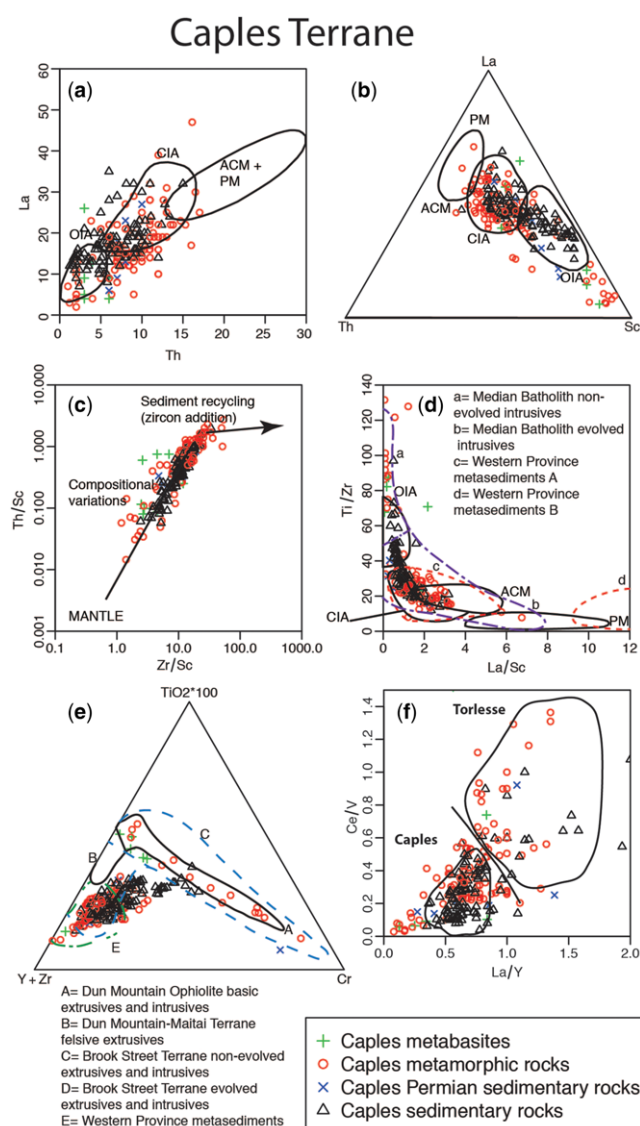 Caples Terrane
(a)
60
50
40
30
20
10
0
La
CIA
ACM +
PM
OIA
0
5
10
15
20
25
30
Th
(b)
La
PM
ACM
CIA
OIA
Th
Sc
(c)
10.000
1.000
0.100
0.010
0.001
Th/Sc
Sediment recycling
(zircon addition)
Compositional
variations
MANTLE
0.1
1.0
10.0
100.0
1000.0
Zr/Sc
(d)
140
120
100
80
60
40
20
0
Ti/Zr
a= Median Batholith non-
evolved intrusives
b= Median Batholith evolved
intrusives
c= Western Province
metasediments A
d= Western Province
metasediments B
a
OIA
c
d
ACM
b
CIA
PM
0
2
4
6
8
10
12
La/Sc
(e)
TiO2*100
C
B
A
E
Y+Zr
Cr
A= Dun Mountain Ophiolite basic
extrusives and intrusives
B= Dun Mountain-Maitai Terrane
felsive extrusives
C= Brook Street Terrane non-evolved
extrusives and intrusives
D= Brook Street Terrane evolved
extrusives and intrusives
E= Western Province metasediments
(f)
1.4
1.2
1.0
0.8
0.6
0.4
0.2
0.0
Ce/V
Torlesse
Caples
0.0
0.5
1.0
1.5
2.0
La/Y
Caples metabasites
Caples metamorphic rocks
Caples Permian sedimentary rocks
Caples sedimentary rocks